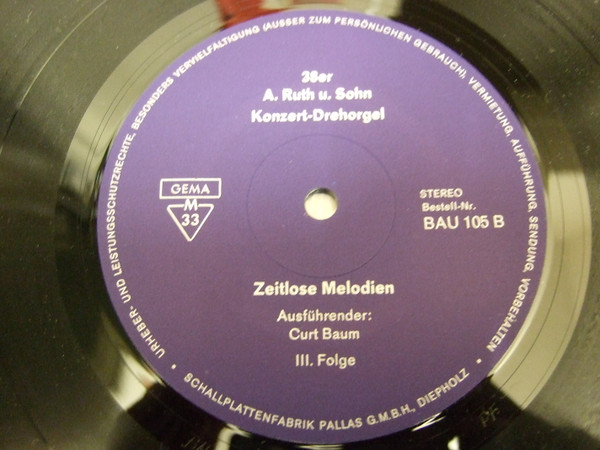 URHEBER- UND LEISTUNGSSCHUTZRECHTE, BESONDERS VERVIELFÄLTIGUNG (AUSSER ZUM PERSÖNLICHEN GEBRAUCH), VERMIETUNG, AUFFÜHRUNG, SENDUNG, VORBEHALTEN
38er
A. Ruth u. Sohn
Konzert-Drehorgel
GEMA
M
33
STEREO
Bestell-Nr.
BAU 105 B
Zeitlose Melodien
Ausführender:
Curt Baum
III. Folge
• SCHALLPLATTENFABRIK PALLAS G.M.B.H., DIEPHOLZ •